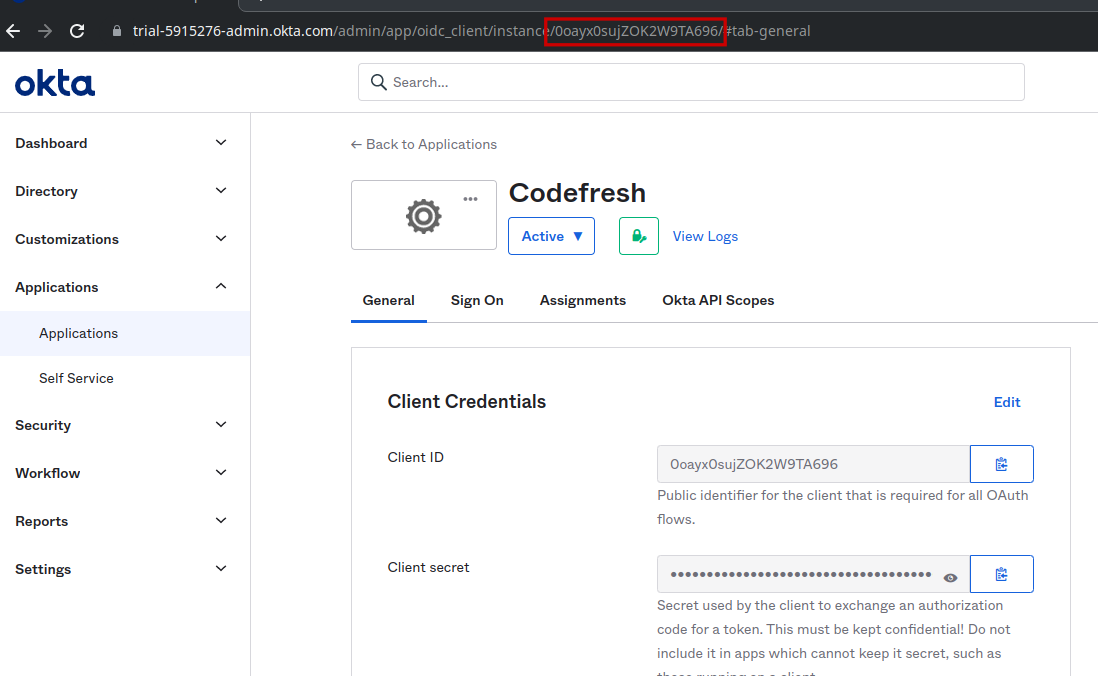 trial-5915276-admin.okta.com/admin/app/oidc_client/instance/0oayx0sujZOK2W9TA696/#tab-general
okta
Search...
Dashboard
Directory
Customizations
Applications
Applications
Self Service
Security
Workflow
Reports
Settings
← Back to Applications
Codefresh
Active ▼
View Logs
General
Sign On
Assignments
Okta API Scopes
Client Credentials
Edit
Client ID
0oayx0sujZOK2W9TA696
Public identifier for the client that is required for all OAuth
flows.
Client secret
••••••••••••••••••••••••••••••••••••
Secret used by the client to exchange an authorization
code for a token. This must be kept confidential! Do not
include it in apps which cannot keep it secret, such as